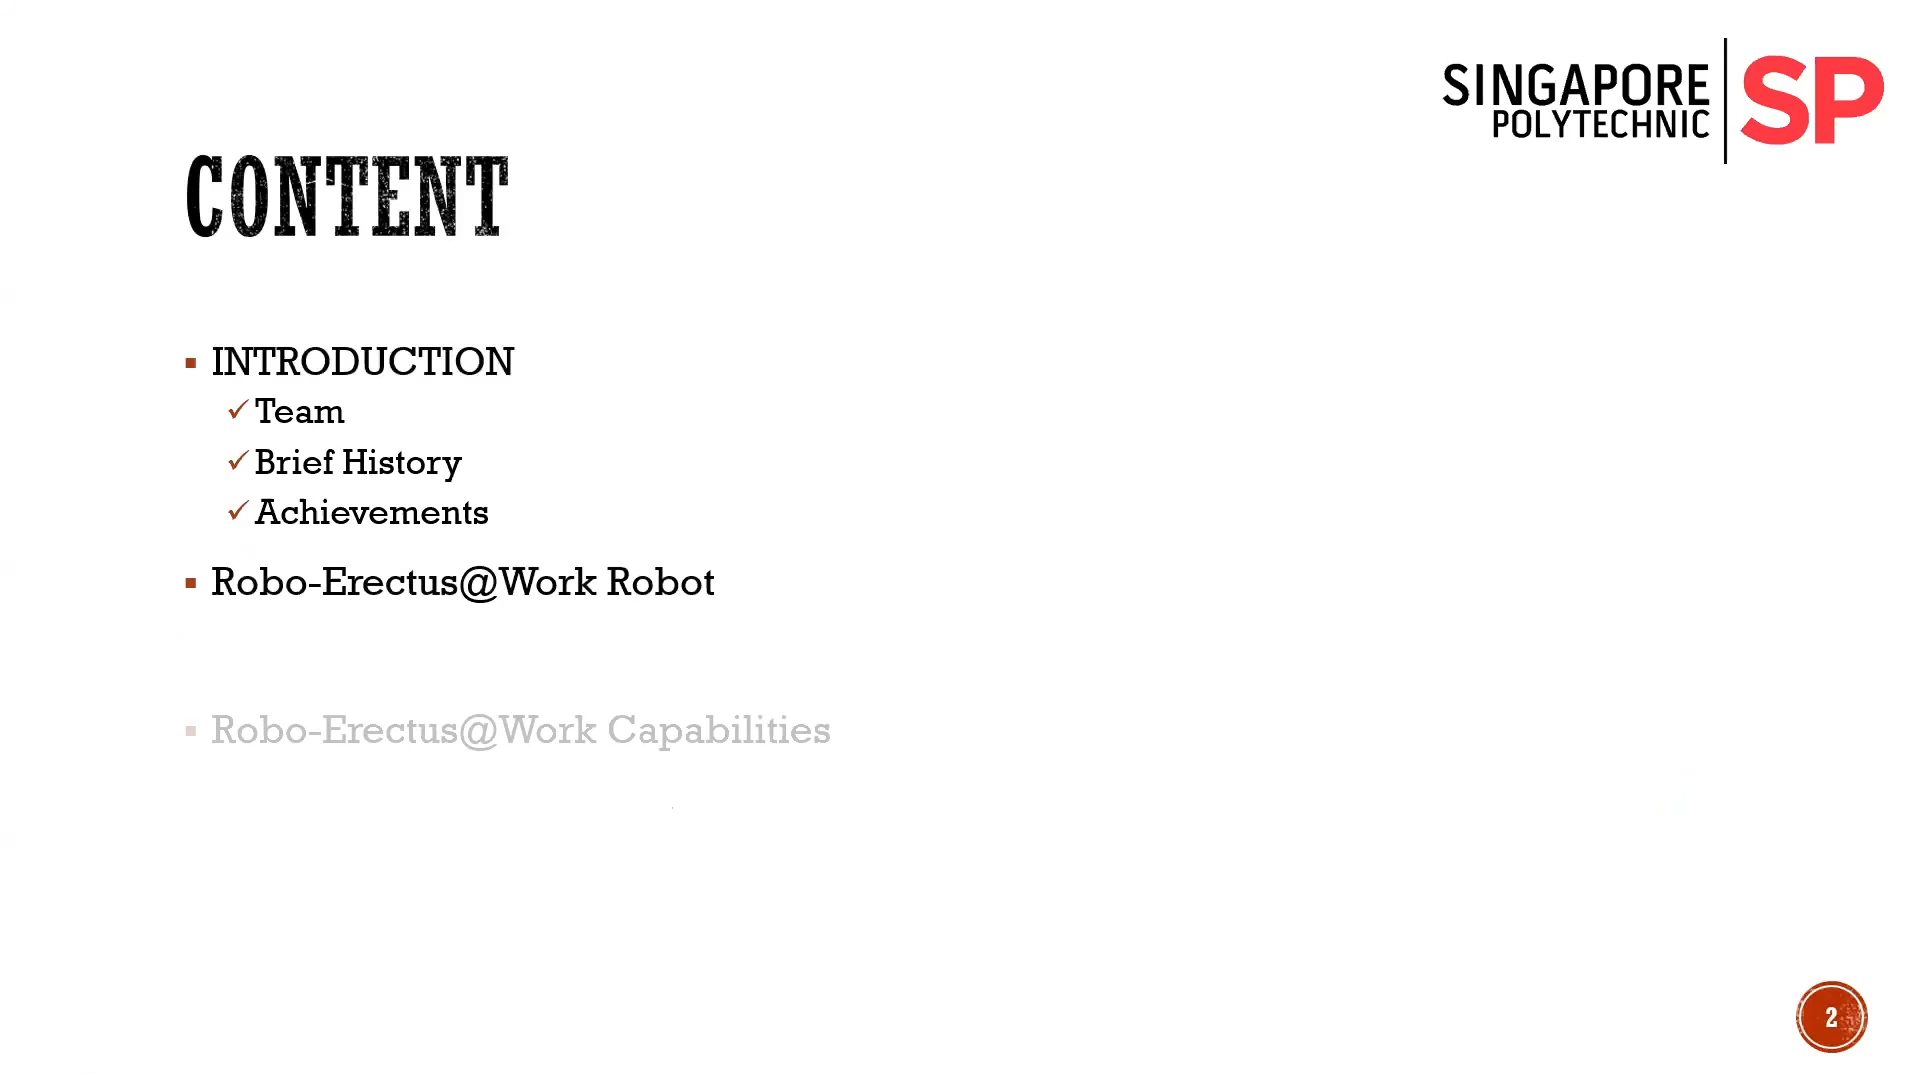 SINGAPORE
POLYTECHNIC
SP
CONTENT
INTRODUCTION
Team
Brief History
Achievements
Robo-Erectus@Work Robot
Robo-Erectus@Work Capabilities
2